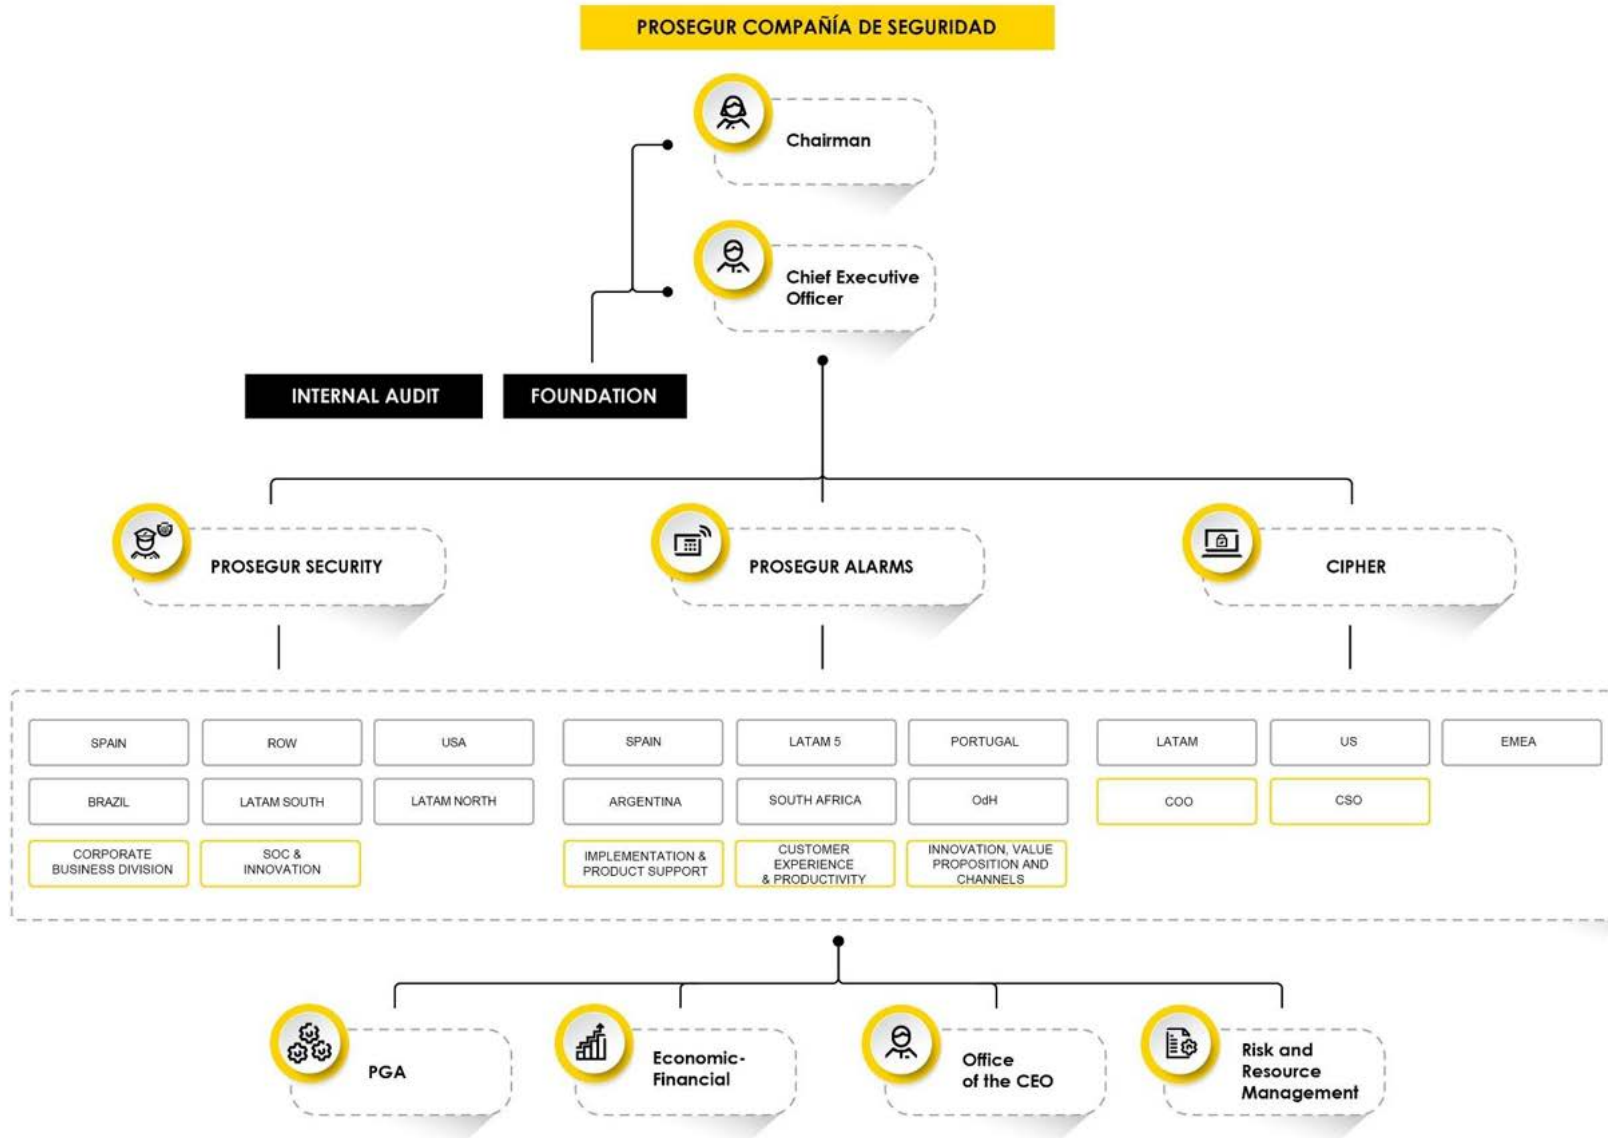 PROSEGUR COMPAÑÍA DE SEGURIDAD
Chairman
Chief Executive
Officer
INTERNAL AUDIT
FOUNDATION
PROSEGUR SECURITY
PROSEGUR ALARMS
CIPHER
SPAIN
ROW
USA
BRAZIL
LATAM SOUTH
LATAM NORTH
CORPORATE
BUSINESS DIVISION
SOC &
INNOVATION
SPAIN
LATAM 5
PORTUGAL
ARGENTINA
SOUTH AFRICA
OdH
IMPLEMENTATION &
PRODUCT SUPPORT
CUSTOMER
EXPERIENCE
& PRODUCTIVITY
INNOVATION, VALUE
PROPOSITION AND
CHANNELS
LATAM
US
EMEA
COO
CSO
PGA
Economic-
Financial
Office
of the CEO
Risk and
Resource
Management